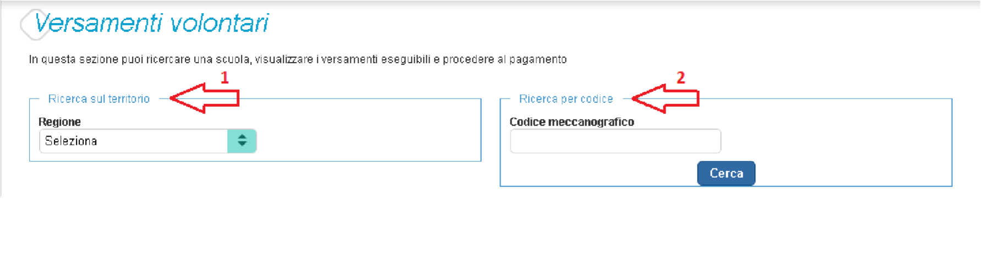 Versamenti volontari
In questa sezione puoi ricercare una scuola, visualizzare i versamenti eseguibili e procedere al pagamento
1
Ricerca sul territorio
Regione
Seleziona
2
Ricerca per codice
Codice meccanografico
Cerca